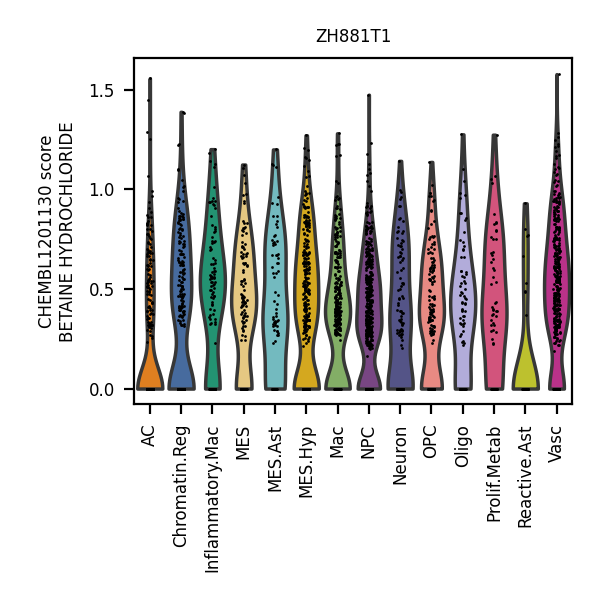 ZH881T1
CHEMBL1201130 score
BETAINE HYDROCHLORIDE
1.5
1.0
0.5
0.0
AC
Chromatin.Reg
Inflammatory.Mac
MES
MES.Ast
MES.Hyp
Mac
NPC
Neuron
OPC
Oligo
Prolif.Metab
Reactive.Ast
Vasc